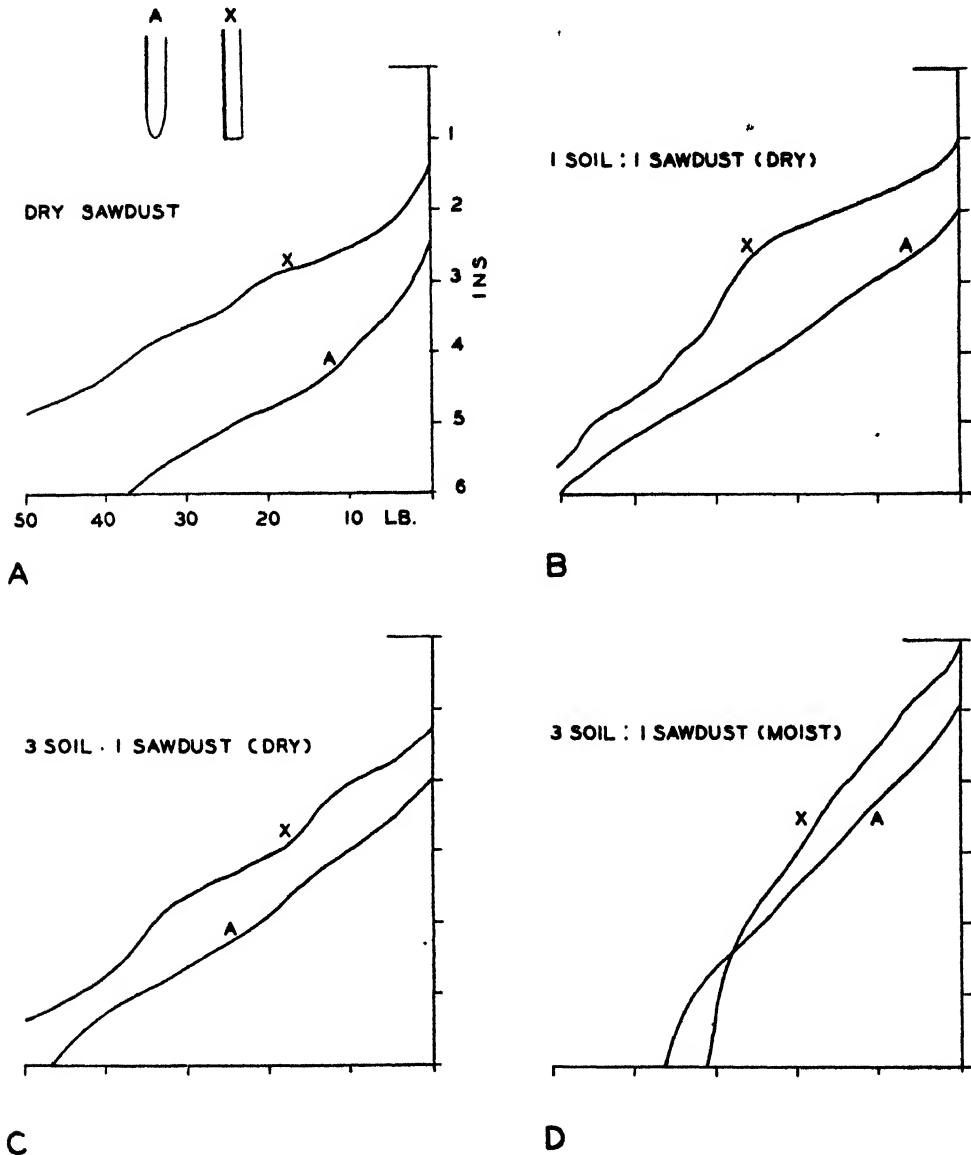 A X
DRY SAWDUST
X
A
1
2
3
4
5
6
INS
50 40 30 20 10 LB.
A
1 SOIL : 1 SAWDUST (DRY)
X
A
B
3 SOIL . 1 SAWDUST (DRY)
X
A
C
3 SOIL : 1 SAWDUST (MOIST)
X A
D